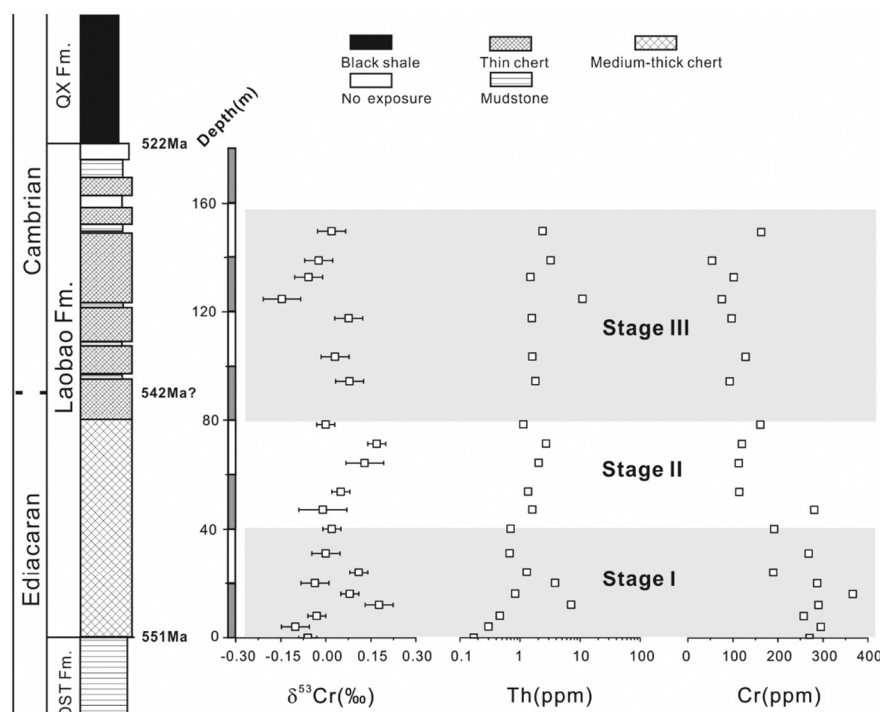 Black shale
Thin chert
Medium-thick chert
No exposure
Mudstone
QX Fm.
Cambrian
Laobao Fm.
Ediacaran
DST Fm.
522Ma
542Ma?
551Ma
Depth(m)
160
120
80
40
0
Stage III
Stage II
Stage I
-0.30 -0.15 0.00 0.15 0.30
δ53Cr(‰)
0.1 1 10 100
Th(ppm)
0 100 200 300 400
Cr(ppm)